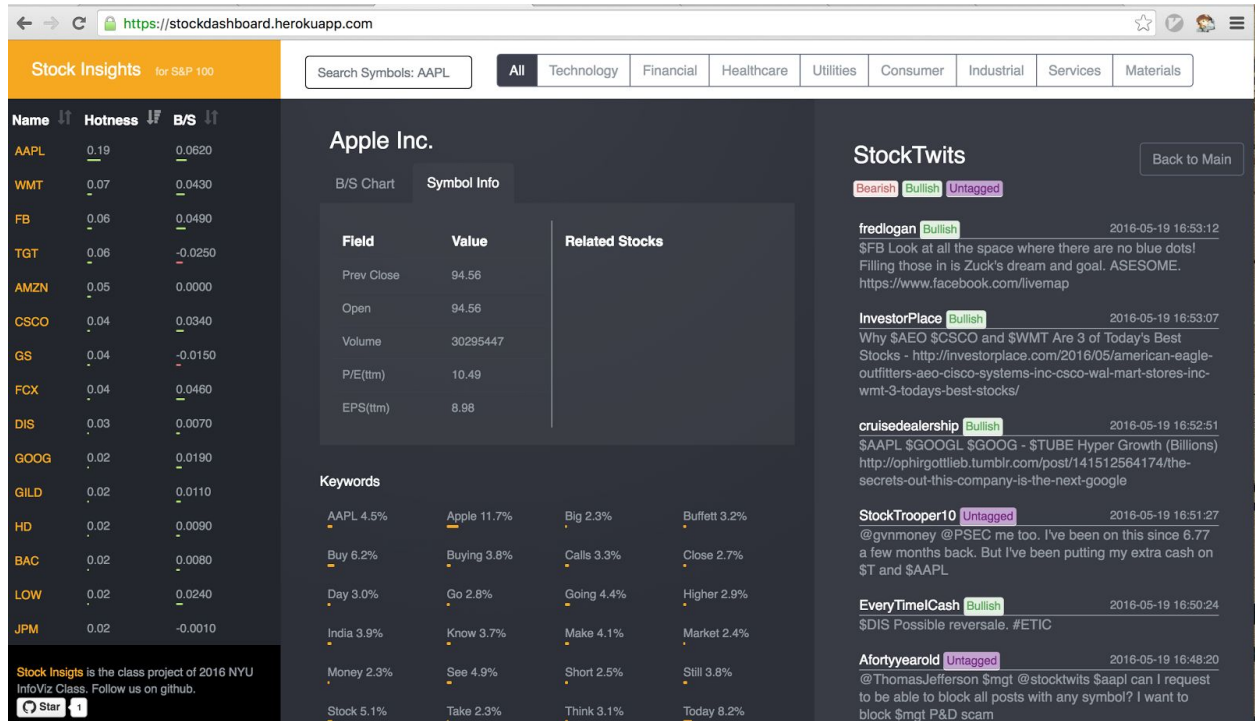 https://stockdashboard.herokuapp.com
Stock Insights for S&P 100
Search Symbols: AAPL
All Technology Financial Healthcare Utilities Consumer Industrial Services Materials
Name Hotness B/S
AAPL 0.19 0.0620
WMT 0.07 0.0430
FB 0.06 0.0490
TGT 0.06 -0.0250
AMZN 0.05 0.0000
CSCO 0.04 0.0340
GS 0.04 -0.0150
FCX 0.04 0.0460
DIS 0.03 0.0070
GOOG 0.02 0.0190
GILD 0.02 0.0110
HD 0.02 0.0090
BAC 0.02 0.0080
LOW 0.02 0.0240
JPM 0.02 -0.0010
Stock Insigts is the class project of 2016 NYU
InfoViz Class. Follow us on github.
Star 1
Apple Inc.
B/S Chart Symbol Info
Field Value
Prev Close 94.56
Open 94.56
Volume 30295447
P/E(ttm) 10.49
EPS(ttm) 8.98
Related Stocks
Keywords
AAPL 4.5% Apple 11.7% Big 2.3% Buffett 3.2%
Buy 6.2% Buying 3.8% Calls 3.3% Close 2.7%
Day 3.0% Go 2.8% Going 4.4% Higher 2.9%
India 3.9% Know 3.7% Make 4.1% Market 2.4%
Money 2.3% See 4.9% Short 2.5% Still 3.8%
Stock 5.1% Take 2.3% Think 3.1% Today 8.2%
StockTwits
Back to Main
Bearish Bullish Untagged
fredlogan Bullish 2016-05-19 16:53:12
$FB Look at all the space where there are no blue dots!
Filling those in is Zuck's dream and goal. ASESOME.
https://www.facebook.com/livemap
InvestorPlace Bullish 2016-05-19 16:53:07
Why $AEO $CSCO and $WMT Are 3 of Today's Best
Stocks - http://investorplace.com/2016/05/american-eagle-
outfitters-aeo-cisco-systems-inc-csco-wal-mart-stores-inc-
wmt-3-todays-best-stocks/
cruisedealership Bullish 2016-05-19 16:52:51
$AAPL $GOOGL $GOOG - $TUBE Hyper Growth (Billions)
http://ophirgottlieb.tumblr.com/post/141512564174/the-
secrets-out-this-company-is-the-next-google
StockTrooper10 Untagged 2016-05-19 16:51:27
@gvnmoney @PSEC me too. I've been on this since 6.77
a few months back. But I've been putting my extra cash on
$T and $AAPL
EveryTimeICash Bullish 2016-05-19 16:50:24
$DIS Possible reversale. #ETIC
Afortyyearold Untagged 2016-05-19 16:48:20
@ThomasJefferson $mgt @stocktwits $aapl can I request
to be able to block all posts with any symbol? I want to
block $mgt P&D scam